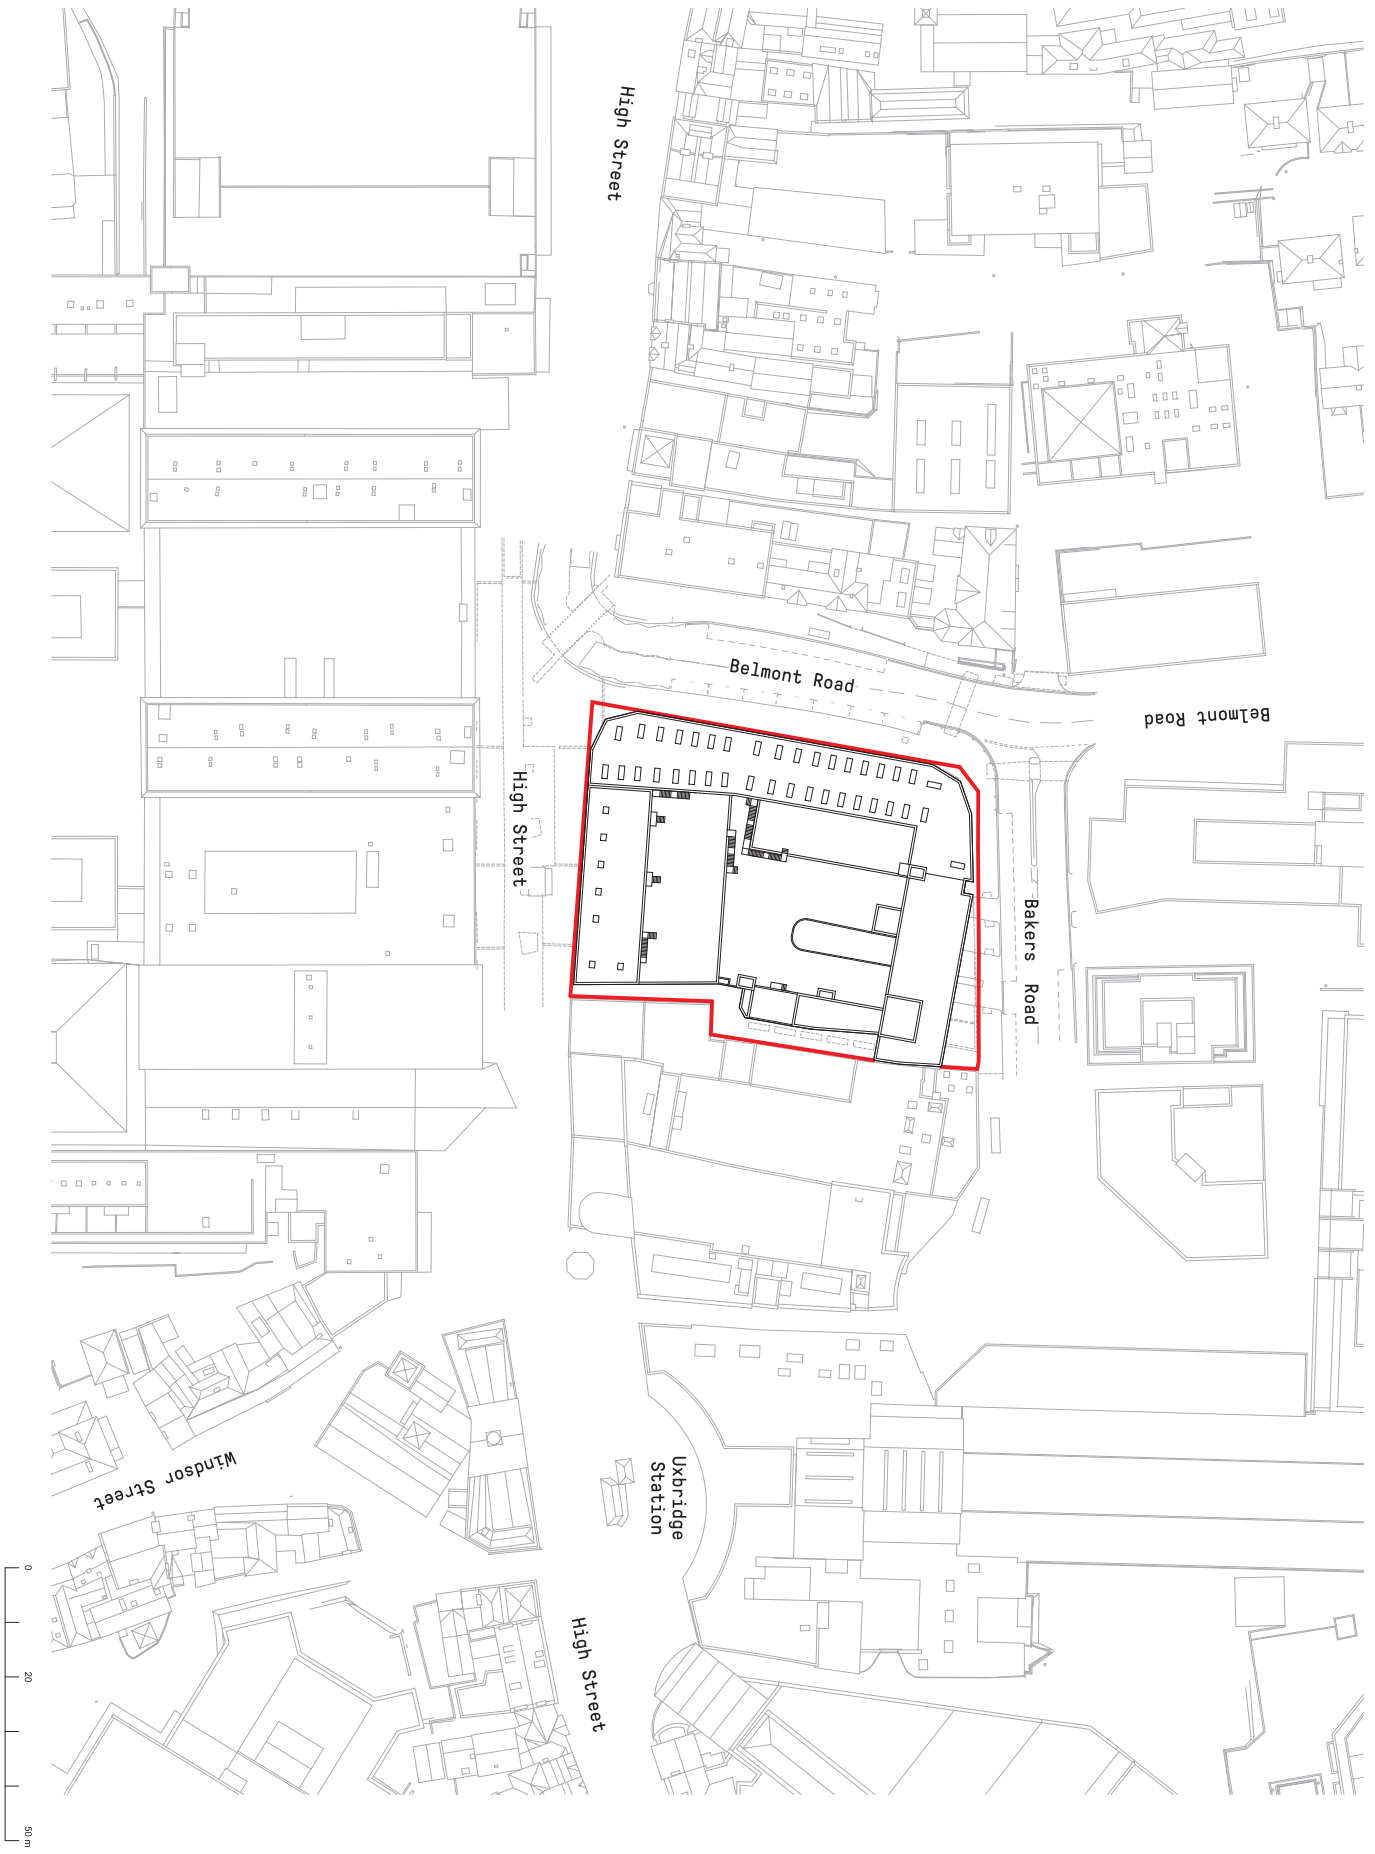 High Street
Belmont Road
Belmont Road
High Street
Bakers Road
Uxbridge
Station
Windsor Street
High Street
0
20
50 m